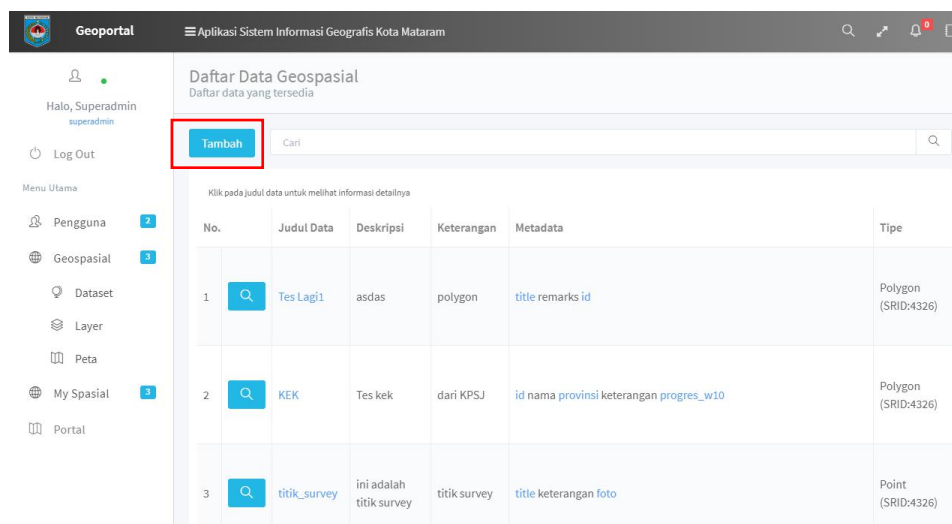 Geoportal
Aplikasi Sistem Informasi Geografis Kota Mataram
0
Halo, Superadmin
superadmin
Log Out
Menu Utama
Pengguna 2
Geospasial 3
Dataset
Layer
Peta
My Spasial 3
Portal
Daftar Data Geospasial
Daftar data yang tersedia
Tambah Cari
Klik pada judul data untuk melihat informasi detailnya
No. Judul Data Deskripsi Keterangan Metadata Tipe
1 Tes Lagi1 asdas polygon title remarks id Polygon
(SRID:4326)
2 KEK Tes kek dari KPSJ id nama provinsi keterangan progres_w10 Polygon
(SRID:4326)
3 titik_survey ini adalah
titik survey titik survey title keterangan foto Point
(SRID:4326)